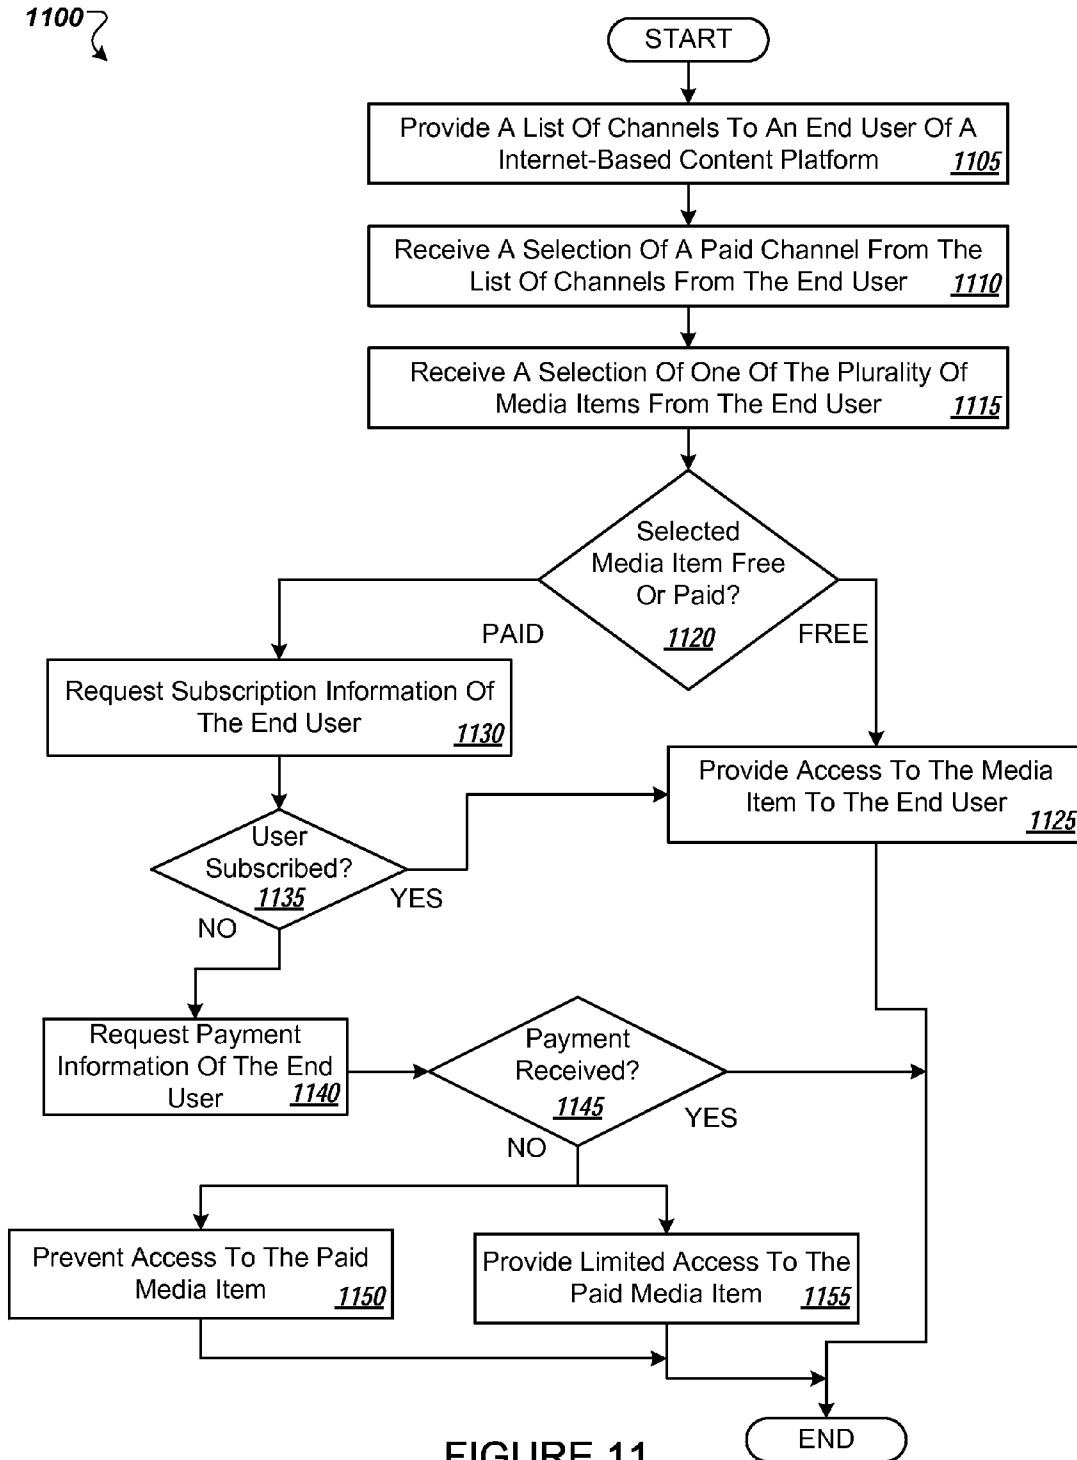 1100
START
Provide A List Of Channels To An End User Of A
Internet-Based Content Platform
1105
Receive A Selection Of A Paid Channel From The
List Of Channels From The End User
1110
Receive A Selection Of One Of The Plurality Of
Media Items From The End User
1115
Selected
Media Item Free
Or Paid?
1120
PAID
FREE
Request Subscription Information Of
The End User
1130
Provide Access To The Media
Item To The End User
1125
User
Subscribed?
1135
YES
NO
Request Payment
Information Of The End
User
1140
Payment
Received?
1145
YES
NO
Prevent Access To The Paid
Media Item
1150
Provide Limited Access To The
Paid Media Item
1155
END
FIGURE 11